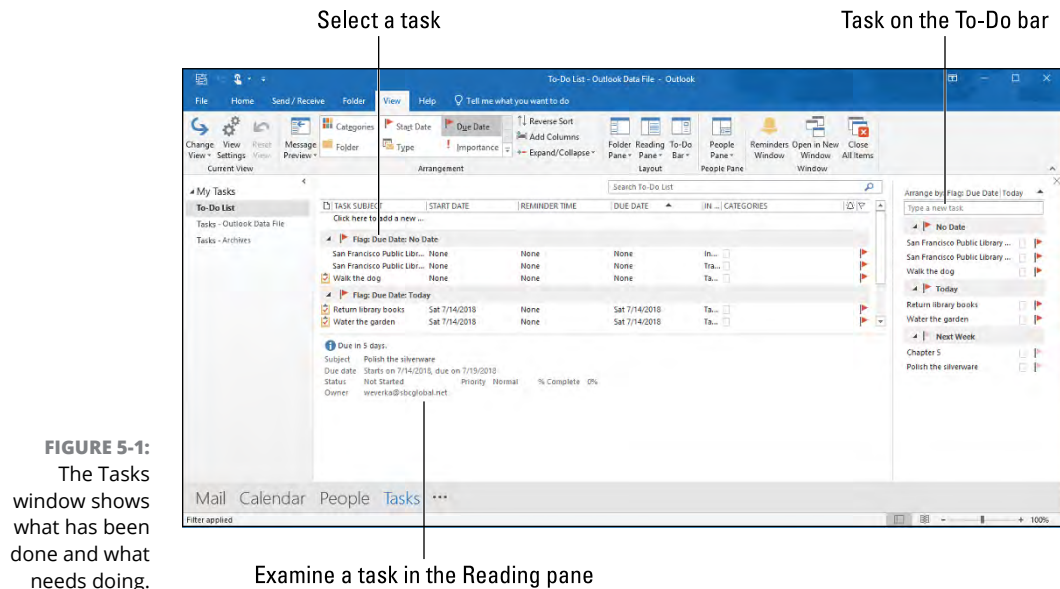 Select a task
Task on the To-Do bar
To-Do List - Outlook Data File - Outlook
File Home Send / Receive Folder View Help Tell me what you want to do
Change View View Settings Reset View Current View
Message Preview Categories Start Date Due Date Folder Type Importance Reverse Sort Add Columns Expand/Collapse Arrangement
Folder Pane Reading Pane To-Do Bar Layout
People Pane People Pane
Reminders Window Open in New Window Close All Items Window
My Tasks
To-Do List
Tasks - Outlook Data File
Tasks - Archives
Search To-Do List
TASK SUBJECT START DATE REMINDER TIME DUE DATE IN ... CATEGORIES
Click here to add a new ...
Flag: Due Date: No Date
San Francisco Public Libr... None None None In...
San Francisco Public Libr... None None None Tra...
Walk the dog None None None Ta...
Flag: Due Date: Today
Return library books Sat 7/14/2018 None Sat 7/14/2018 Ta...
Water the garden Sat 7/14/2018 None Sat 7/14/2018 Ta...
Due in 5 days.
Subject Polish the silverware
Due date Starts on 7/14/2018, due on 7/19/2018
Status Not Started Priority Normal % Complete 0%
Owner weverka@sbcglobal.net
Arrange by: Flag: Due Date Today
Type a new task
No Date
San Francisco Public Library ...
San Francisco Public Library ...
Walk the dog
Today
Return library books
Water the garden
Next Week
Chapter 5
Polish the silverware
Mail Calendar People Tasks ...
Filter applied
- + 100%
FIGURE 5-1:
The Tasks
window shows
what has been
done and what
needs doing.
Examine a task in the Reading pane